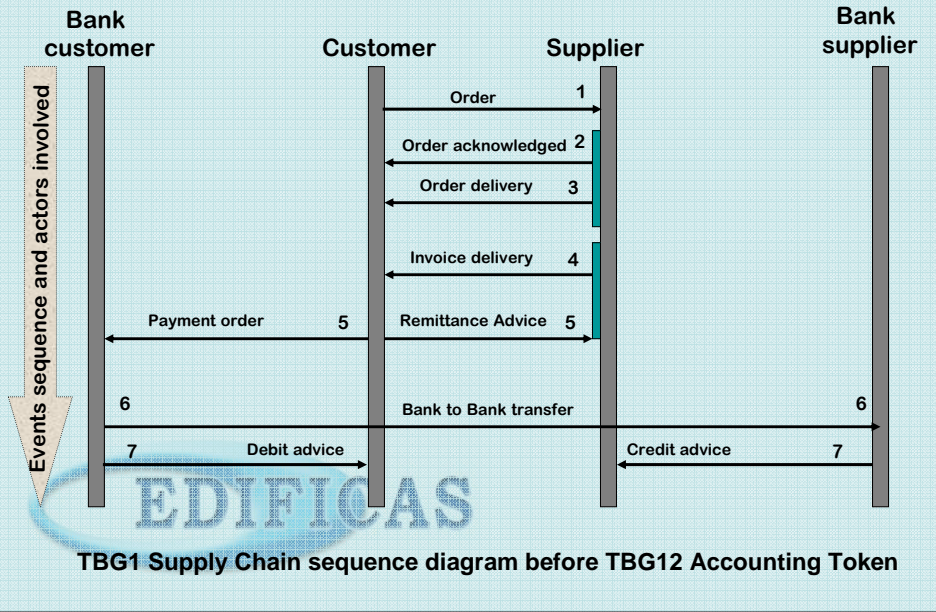 Bank
customer
Customer
Supplier
Bank
supplier
Events sequence and actors involved
Order
1
Order acknowledged
2
Order delivery
3
Invoice delivery
4
Payment order
5
Remittance Advice
5
6
Bank to Bank transfer
6
7
Debit advice
Credit advice
7
EDIFICAS
TBG1 Supply Chain sequence diagram before TBG12 Accounting Token